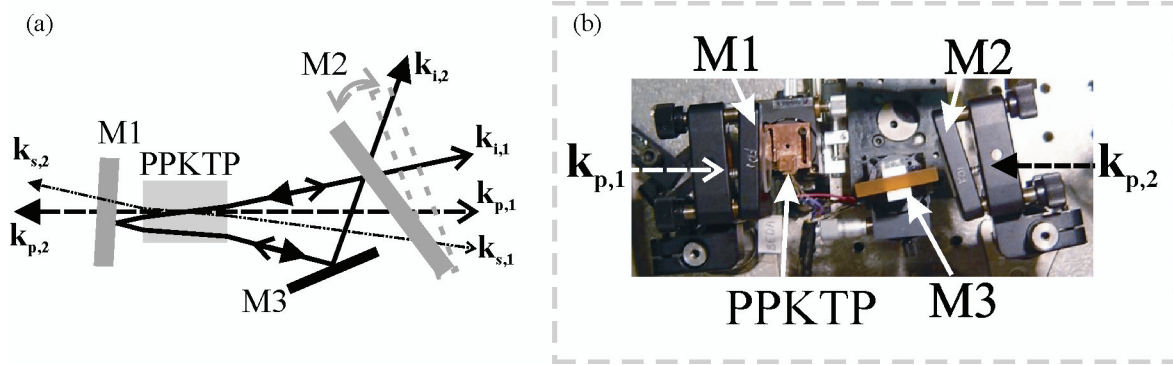 (a)
M2
k_i,2
M1
PPKTP
k_s,2
k_i,1
k_p,1
k_p,2
k_s,1
M3
(b)
M1
M2
k_p,1
k_p,2
PPKTP
M3